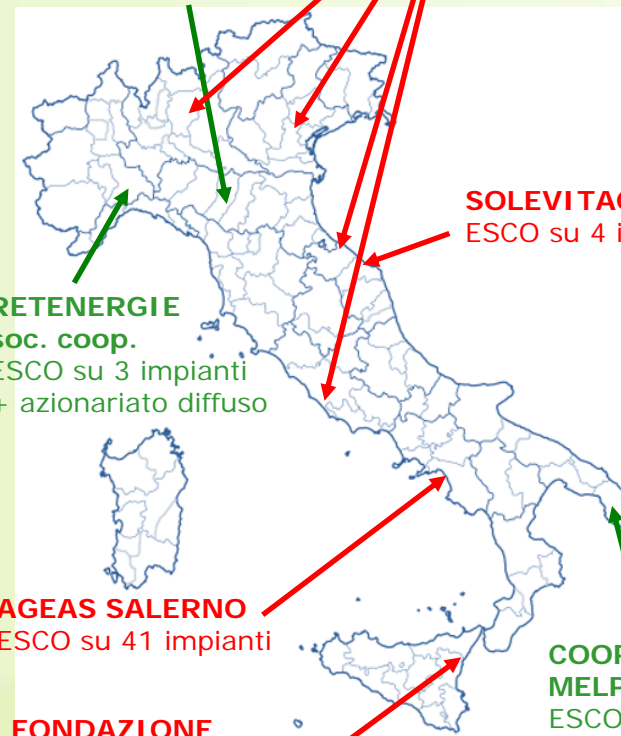 SOLEVITA
ESCO su 4
RETENERGIE
soc. coop.
ESCO su 3 impianti
+ azionariato diffuso
AGEAS SALERNO
ESCO su 41 impianti
COOP
MELP
ESCO
FONDAZIONE